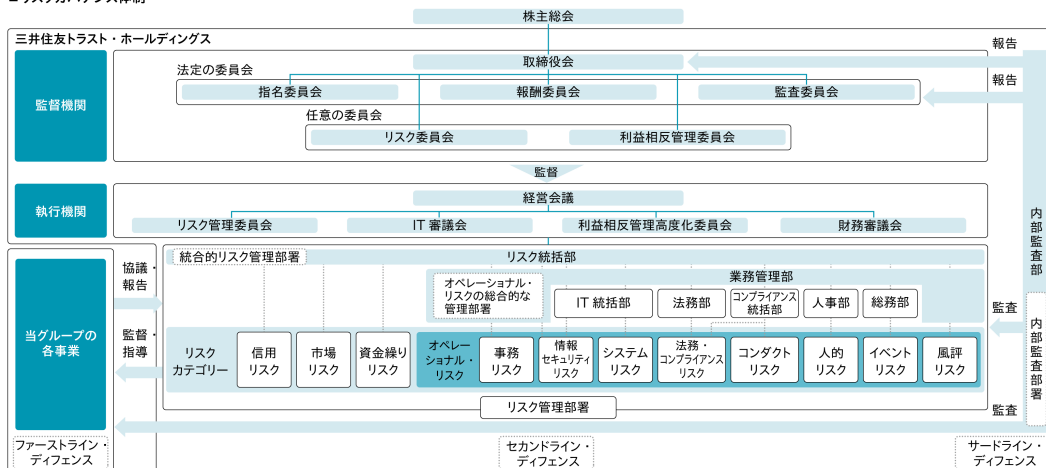 株主総会
三井住友トラスト・ホールディングス
報告
監督機関
取締役会
法定の委員会
報告
指名委員会
報酬委員会
監査委員会
任意の委員会
リスク委員会
利益相反管理委員会
監督
執行機関
経営会議
リスク管理委員会
IT 審議会
利益相反管理高度化委員会
財務審議会
内部監査部
統合的リスク管理部署
リスク統括部
協議・
報告
業務管理部
オペレーショナル・
リスクの総合的な
管理部署
IT 統括部
法務部
コンプライアンス
統括部
人事部
総務部
監査
内部監査部署
当グループの
各事業
監督・
指導
リスク
カテゴリー
信用
リスク
市場
リスク
資金繰り
リスク
オペレー
ショナル・
リスク
事務
リスク
情報
セキュリティ
リスク
システム
リスク
法務・
コンプライアンス
リスク
コンダクト
リスク
人的
リスク
イベント
リスク
風評
リスク
リスク管理部署
監査
ファーストライン・
ディフェンス
セカンドライン・
ディフェンス
サードライン・
ディフェンス